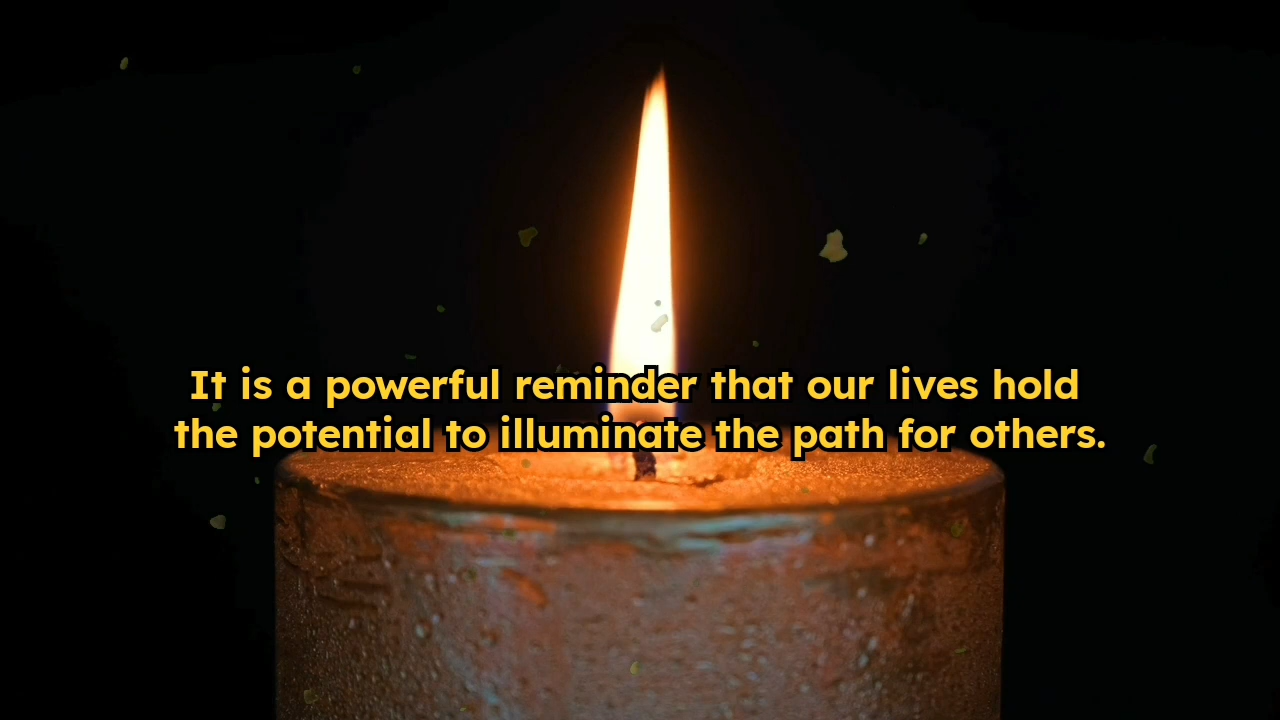 It is a powerful reminder that our lives hold
the potential to illuminate the path for others.